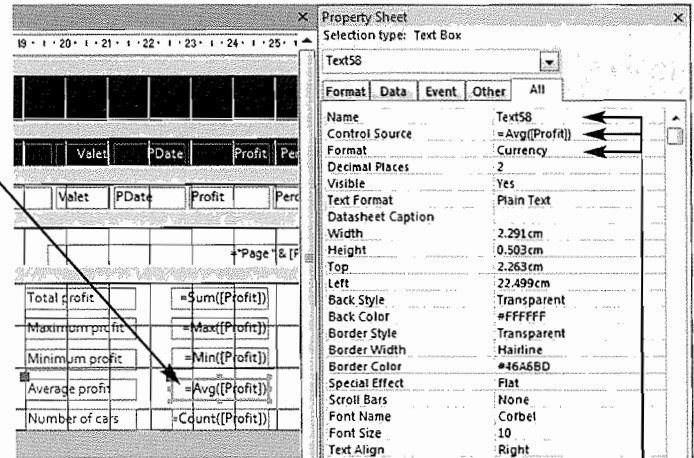 Property Sheet
Selection type: Text Box
Text58
Format Data Event Other All
19 · 1 · 20 · 1 · 21 · 1 · 22 · 1 · 23 · 1 · 24 · 1 · 25 · 1
Valet PDate Profit Per
Valet PDate Profit Perc
="Page " & [P
Total profit =Sum([Profit])
Maximum profit =Max([Profit])
Minimum profit =Min([Profit])
Average profit =Avg([Profit])
Number of cars =Count([Profit])
Name Text58
Control Source =Avg([Profit])
Format Currency
Decimal Places 2
Visible Yes
Text Format Plain Text
Datasheet Caption
Width 2.291cm
Height 0.503cm
Top 2.263cm
Left 22.499cm
Back Style Transparent
Back Color #FFFFFF
Border Style Transparent
Border Width Hairline
Border Color #46A6BD
Special Effect Flat
Scroll Bars None
Font Name Corbel
Font Size 10
Text Align Right